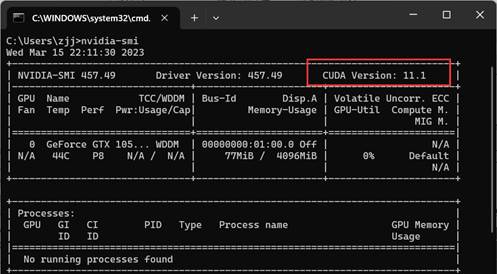 C:\WINDOWS\system32\cmd.
C:\Users\zjj>nvidia-smi
Wed Mar 15 22:11:30 2023
NVIDIA-SMI 457.49 Driver Version: 457.49 CUDA Version: 11.1
GPU Name TCC/WDDM | Bus-Id Disp.A | Volatile Uncorr. ECC
Fan Temp Perf Pwr:Usage/Cap| Memory-Usage | GPU-Util Compute M.
MIG M.
0 GeForce GTX 105... WDDM | 00000000:01:00.0 Off | N/A
N/A 44C P8 N/A / N/A | 77MiB / 4096MiB | 0% Default
N/A
Processes:
GPU GI CI PID Type Process name GPU Memory
ID ID Usage
No running processes found